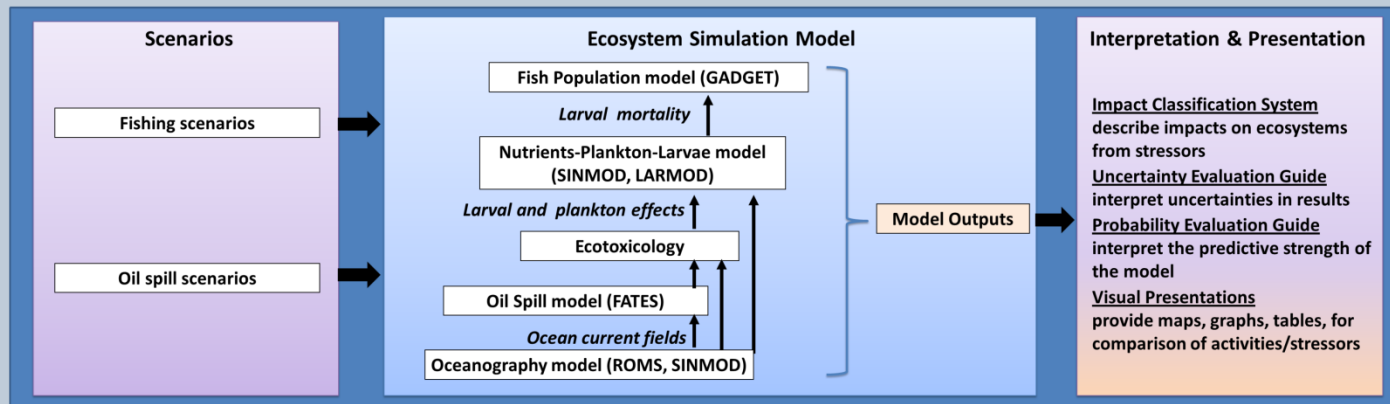 Scenarios
Fishing scenarios
Oil spill scenarios
Ecosystem Simulation Model
Fish Population model (GADGET)
Larval mortality
Nutrients-Plankton-Larvae model
(SINMOD, LARMOD)
Larval and plankton effects
Ecotoxicology
Oil Spill model (FATES)
Ocean current fields
Oceanography model (ROMS, SINMOD)
Model Outputs
Interpretation & Presentation
Impact Classification System
describe impacts on ecosystems
from stressors
Uncertainty Evaluation Guide
interpret uncertainties in results
Probability Evaluation Guide
interpret the predictive strength of
the model
Visual Presentations
provide maps, graphs, tables, for
comparison of activities/stressors